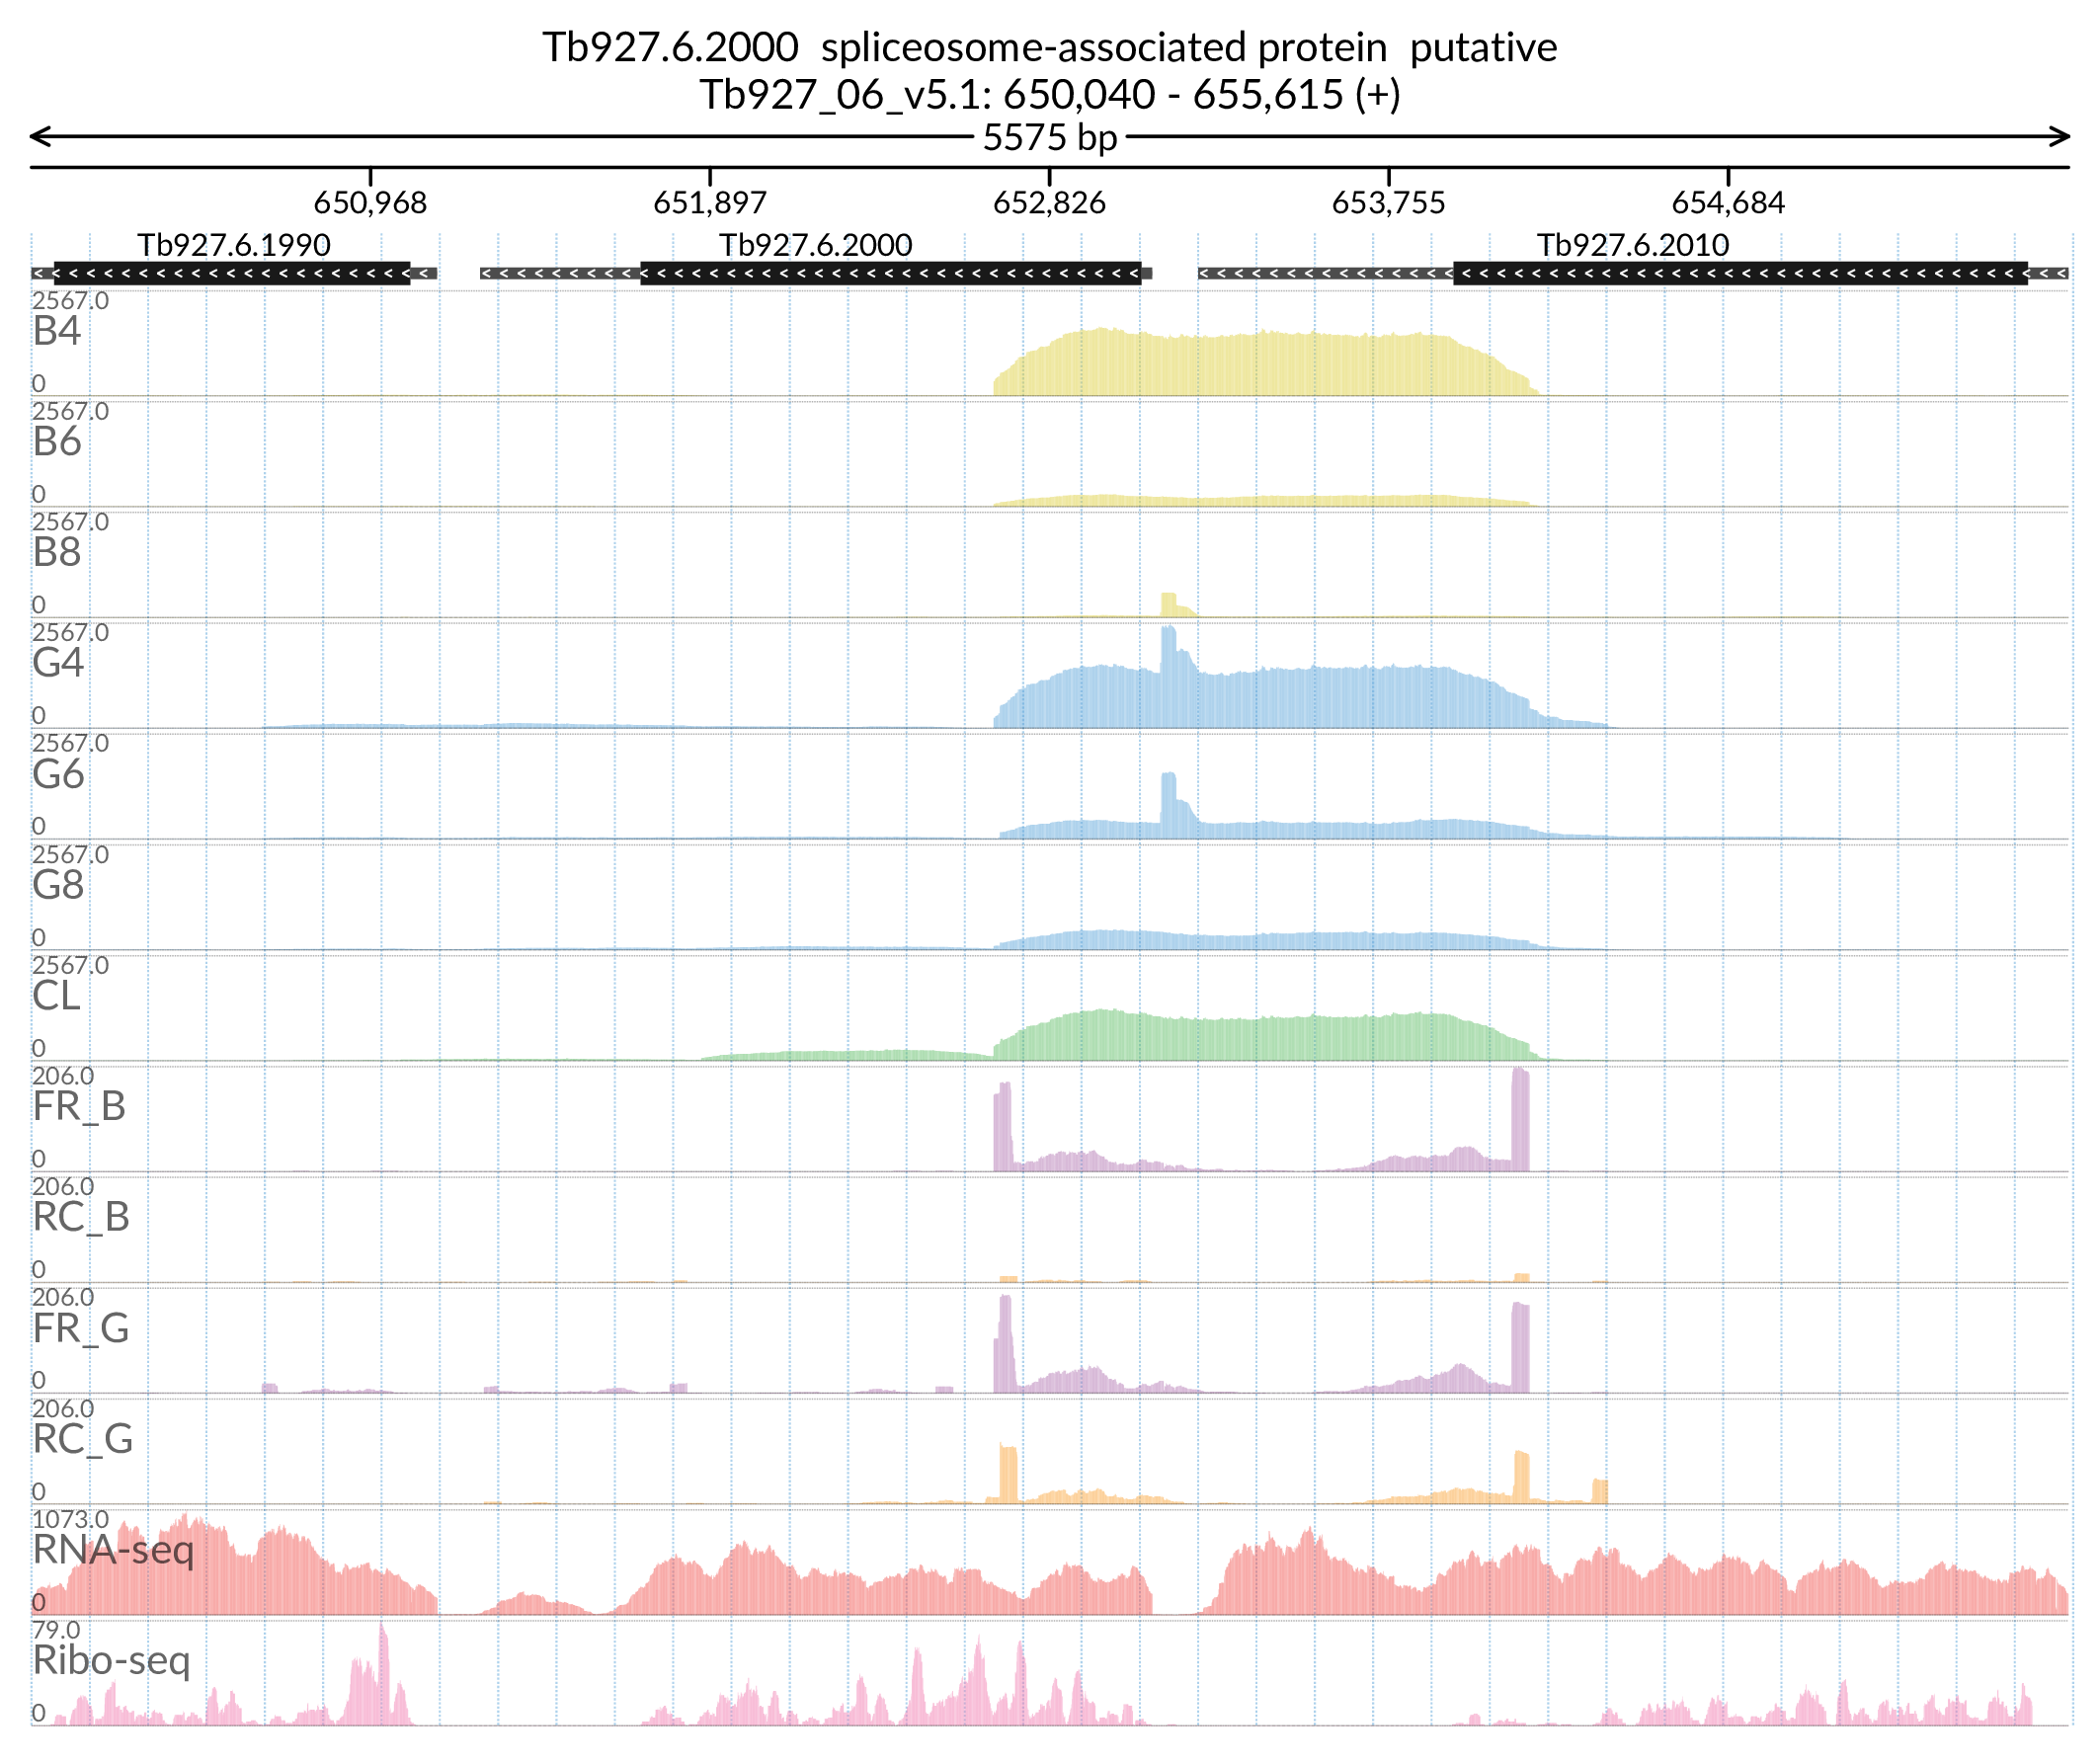 Tb927.6.2000 spliceosome-associated protein putative
Tb927_06_v5.1: 650,040 - 655,615 (+)
5575 bp
650,968 651,897 652,826 653,755 654,684
Tb927.6.1990 Tb927.6.2000 Tb927.6.2010
2567.0
B4
0
2567.0
B6
0
2567.0
B8
0
2567.0
G4
0
2567.0
G6
0
2567.0
G8
0
2567.0
CL
0
206.0
FR_B
0
206.0
RC_B
0
206.0
FR_G
0
206.0
RC_G
0
1073.0
RNA-seq
0
79.0
Ribo-seq
0